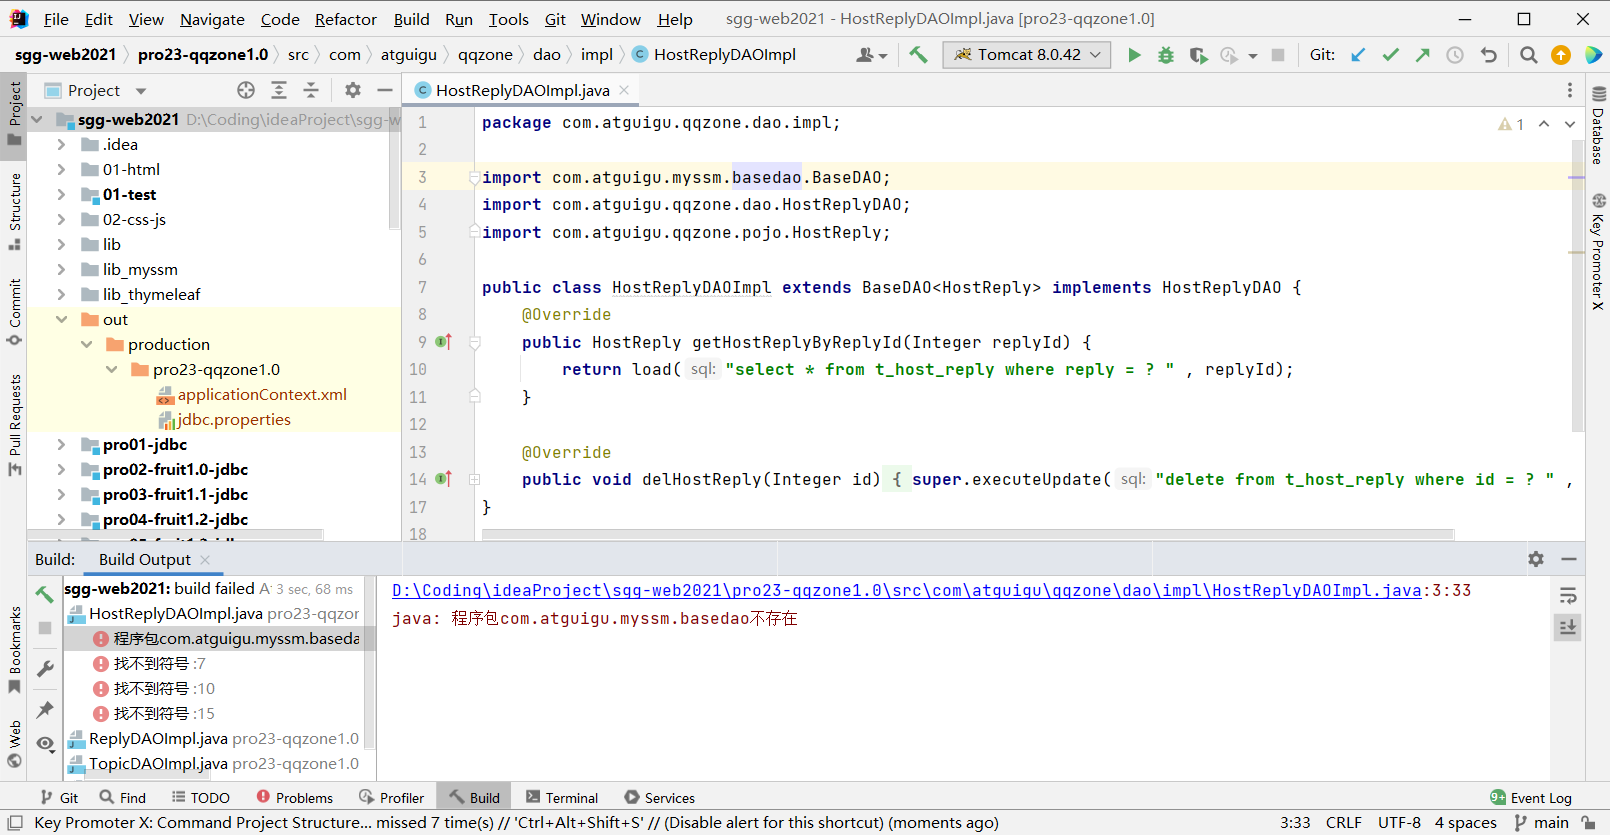 File Edit View Navigate Code Refactor Build Run Tools Git Window Help sgg-web2021 - HostReplyDAOImpl.java [pro23-qqzone1.0]
sgg-web2021 pro23-qqzone1.0 src com atguigu qqzone dao impl HostReplyDAOImpl Tomcat 8.0.42 Git:
Project
HostReplyDAOImpl.java
sgg-web2021 D:\Coding\ideaProject\sgg-w
.idea
01-html
01-test
02-css-js
lib
lib_myssm
lib_thymeleaf
out
production
pro23-qqzone1.0
applicationContext.xml
jdbc.properties
pro01-jdbc
pro02-fruit1.0-jdbc
pro03-fruit1.1-jdbc
pro04-fruit1.2-jdbc
1 package com.atguigu.qqzone.dao.impl;
2
3 import com.atguigu.myssm.basedao.BaseDAO;
4 import com.atguigu.qqzone.dao.HostReplyDAO;
5 import com.atguigu.qqzone.pojo.HostReply;
6
7 public class HostReplyDAOImpl extends BaseDAO<HostReply> implements HostReplyDAO {
8 @Override
9 public HostReply getHostReplyByReplyId(Integer replyId) {
10 return load( sql: "select * from t_host_reply where reply = ? " , replyId);
11 }
12
13 @Override
14 public void delHostReply(Integer id) { super.executeUpdate( sql: "delete from t_host_reply where id = ? " ,
17 }
18
1
Project
Structure
Commit
Pull Requests
Bookmarks
Web
Database
Key Promoter X
Build: Build Output
sgg-web2021: build failed A 3 sec, 68 ms
HostReplyDAOImpl.java pro23-qqzor
程序包com.atguigu.myssm.baseda
找不到符号 :7
找不到符号 :10
找不到符号 :15
ReplyDAOImpl.java pro23-qqzone1.0
TopicDAOImpl.java pro23-qqzone1.0
D:\Coding\ideaProject\sgg-web2021\pro23-qqzone1.0\src\com\atguigu\qqzone\dao\impl\HostReplyDAOImpl.java:3:33
java: 程序包com.atguigu.myssm.basedao不存在
Git Find TODO Problems Profiler Build Terminal Services 9+ Event Log
Key Promoter X: Command Project Structure... missed 7 time(s) // 'Ctrl+Alt+Shift+S' // (Disable alert for this shortcut) (moments ago) 3:33 CRLF UTF-8 4 spaces main